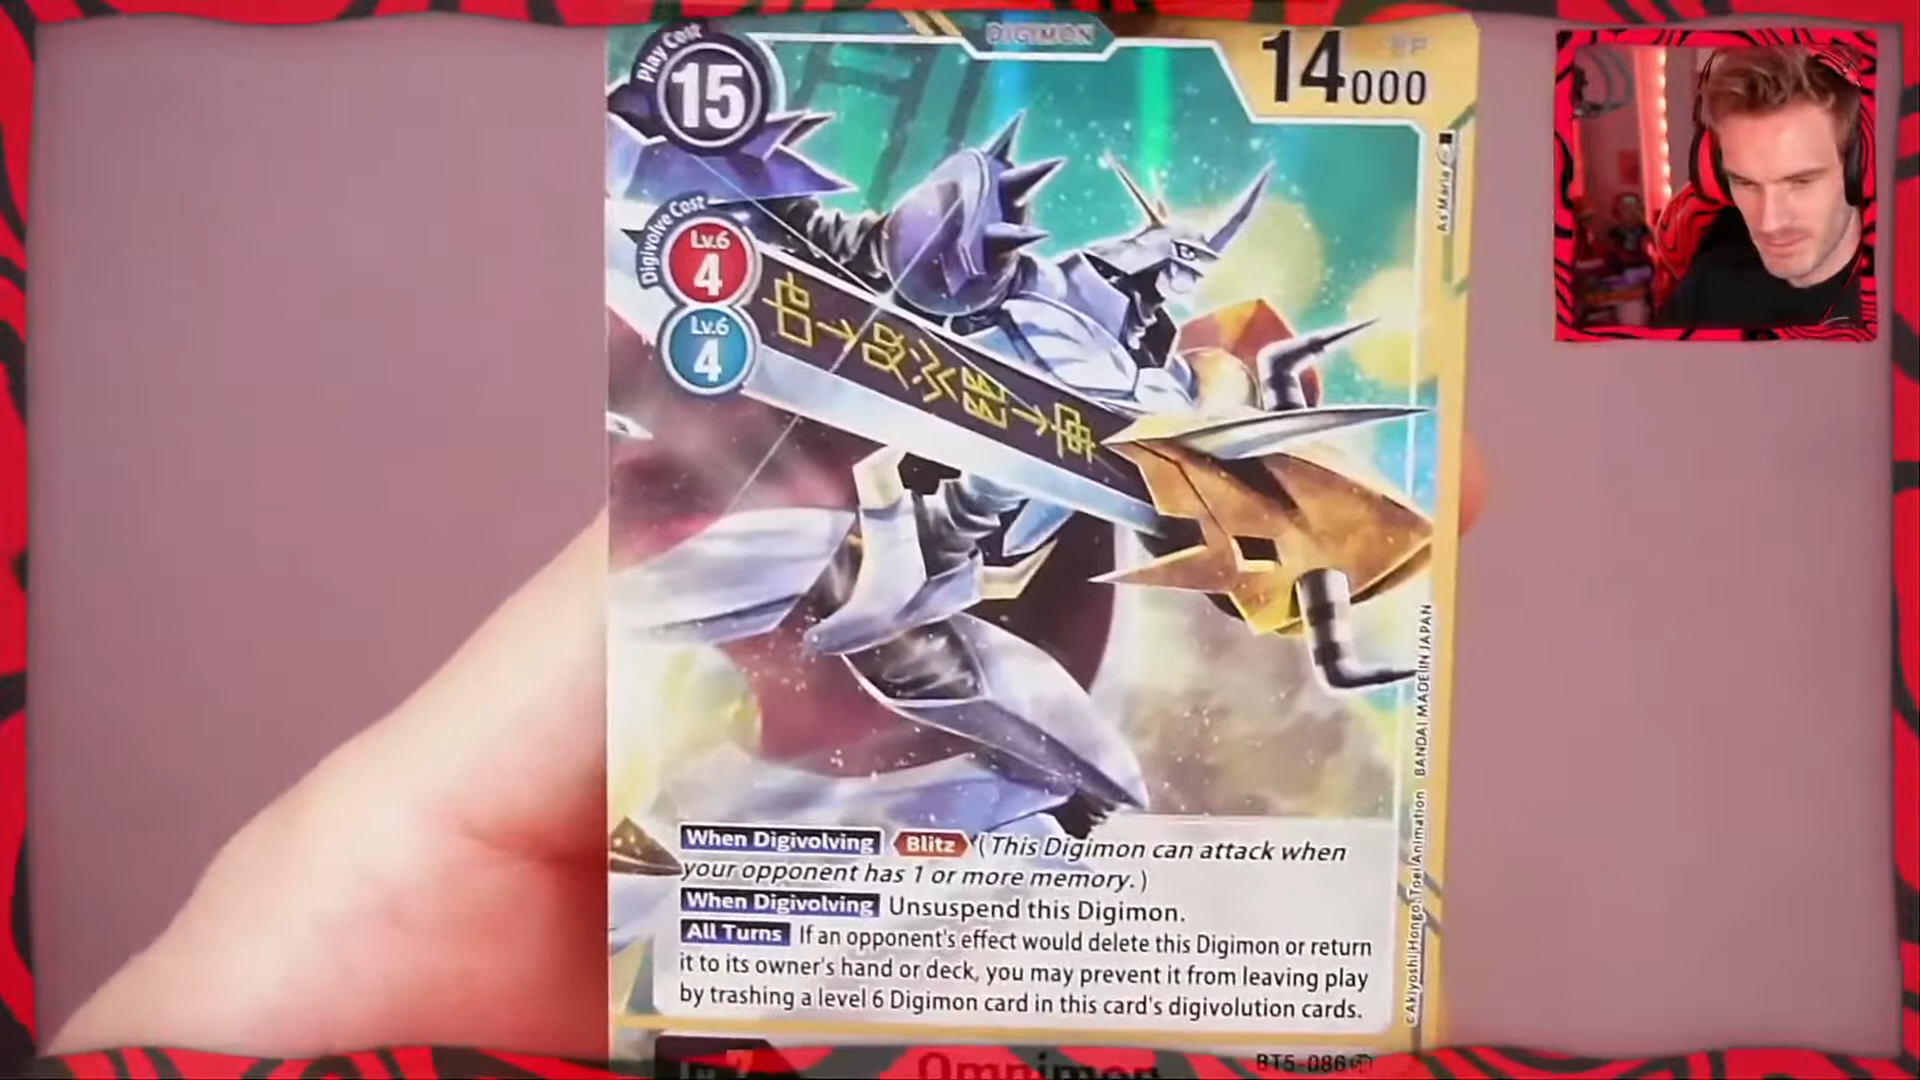 DIGIMON
Play Cost
15
14000
Digivolve Cost
Lv.6
4
Lv.6
4
As'Maria
When Digivolving Blitz (This Digimon can attack when
your opponent has 1 or more memory.)
When Digivolving Unsuspend this Digimon.
All Turns If an opponent's effect would delete this Digimon or return
it to its owner's hand or deck, you may prevent it from leaving play
by trashing a level 6 Digimon card in this card's digivolution cards.
©Akiyoshi Hongo, Toei Animation BANDAI MADE IN JAPAN
Omnimon
BT5-086